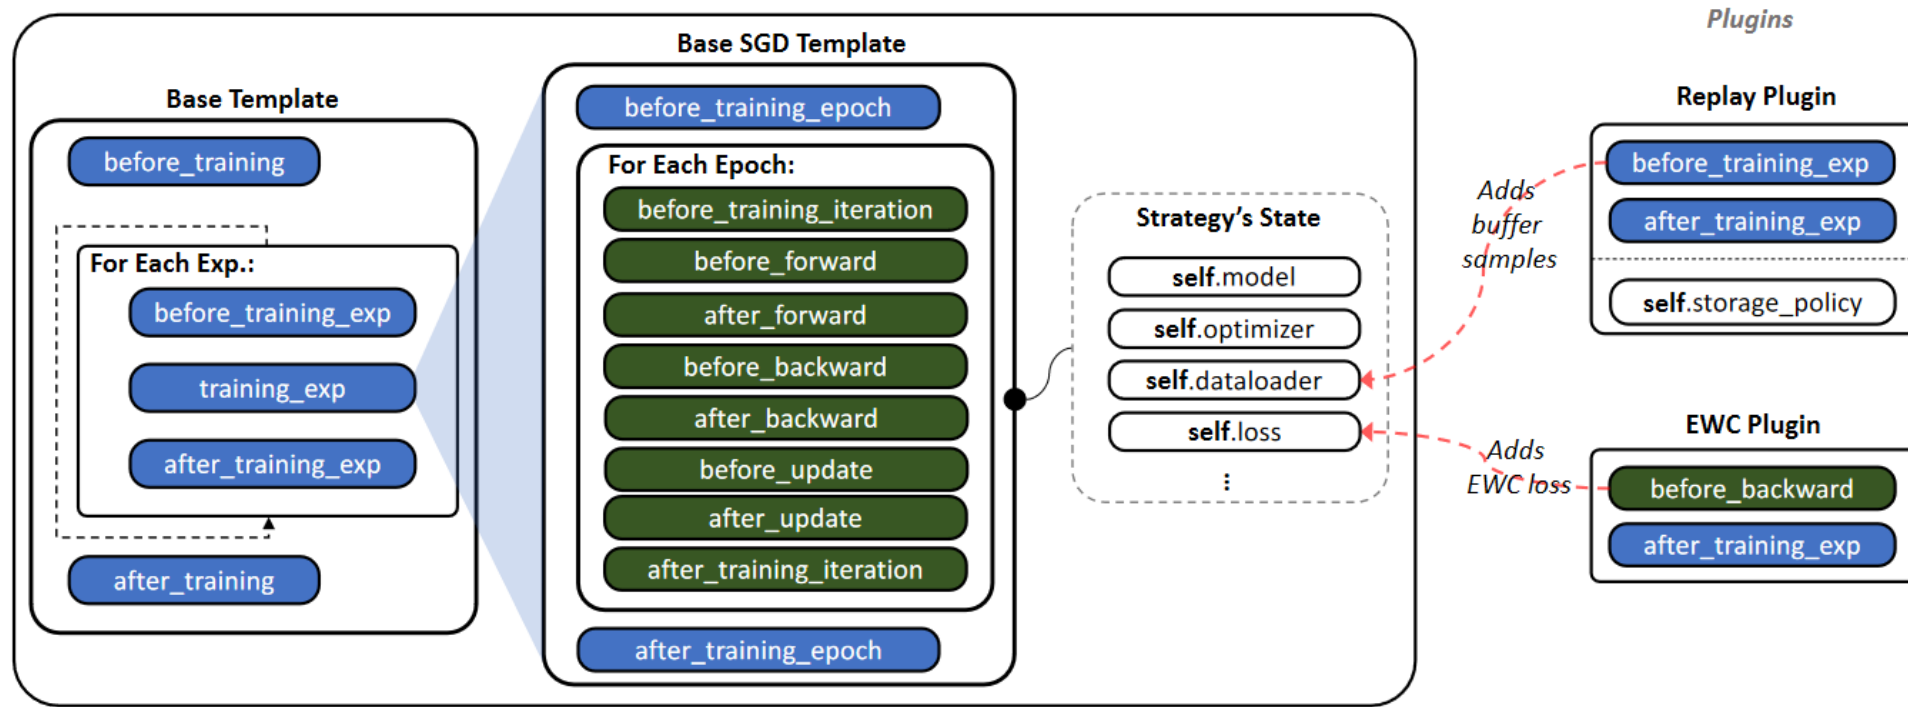 Base Template
before_training
For Each Exp.:
before_training_exp
training_exp
after_training_exp
after_training
Base SGD Template
before_training_epoch
For Each Epoch:
before_training_iteration
before_forward
after_forward
before_backward
after_backward
before_update
after_update
after_training_iteration
after_training_epoch
Strategy's State
self.model
self.optimizer
self.dataloader
self.loss
⋮
Adds
buffer
samples
Adds
EWC loss
Plugins
Replay Plugin
before_training_exp
after_training_exp
self.storage_policy
EWC Plugin
before_backward
after_training_exp